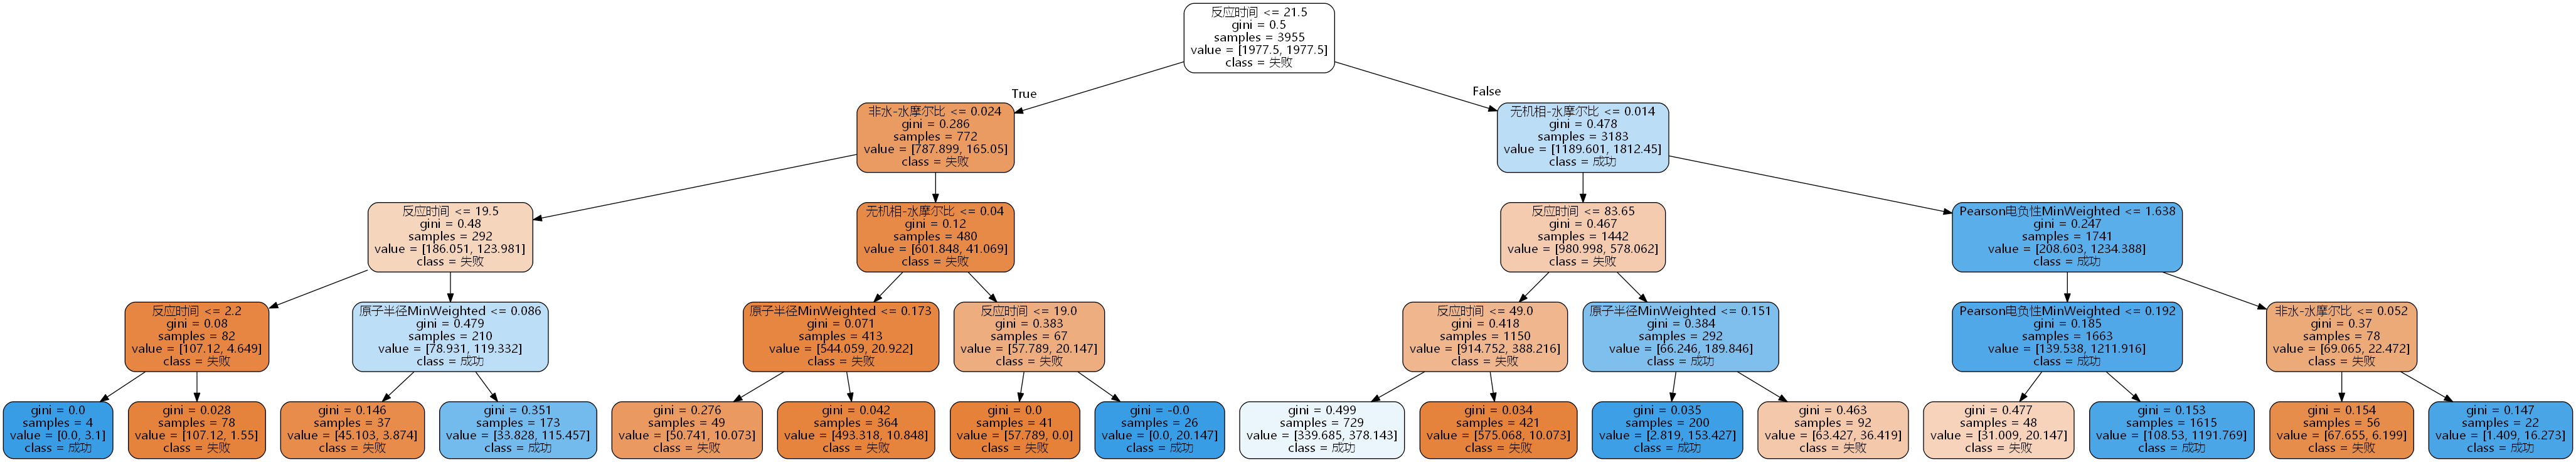 反应时间 <= 21.5
gini = 0.5
samples = 3955
value = [1977.5, 1977.5]
class = 失败
True
False
非水-水摩尔比 <= 0.024
gini = 0.286
samples = 772
value = [787.899, 165.05]
class = 失败
无机相-水摩尔比 <= 0.014
gini = 0.478
samples = 3183
value = [1189.601, 1812.45]
class = 成功
反应时间 <= 19.5
gini = 0.48
samples = 292
value = [186.051, 123.981]
class = 失败
无机相-水摩尔比 <= 0.04
gini = 0.12
samples = 480
value = [601.848, 41.069]
class = 失败
反应时间 <= 83.65
gini = 0.467
samples = 1442
value = [980.998, 578.062]
class = 失败
Pearson电负性MinWeighted <= 1.638
gini = 0.247
samples = 1741
value = [208.603, 1234.388]
class = 成功
反应时间 <= 2.2
gini = 0.08
samples = 82
value = [107.12, 4.649]
class = 失败
原子半径MinWeighted <= 0.086
gini = 0.479
samples = 210
value = [78.931, 119.332]
class = 成功
原子半径MinWeighted <= 0.173
gini = 0.071
samples = 413
value = [544.059, 20.922]
class = 失败
反应时间 <= 19.0
gini = 0.383
samples = 67
value = [57.789, 20.147]
class = 失败
反应时间 <= 49.0
gini = 0.418
samples = 1150
value = [914.752, 388.216]
class = 失败
原子半径MinWeighted <= 0.151
gini = 0.384
samples = 292
value = [66.246, 189.846]
class = 成功
Pearson电负性MinWeighted <= 0.192
gini = 0.185
samples = 1663
value = [139.538, 1211.916]
class = 成功
非水-水摩尔比 <= 0.052
gini = 0.37
samples = 78
value = [69.065, 22.472]
class = 失败
gini = 0.0
samples = 4
value = [0.0, 3.1]
class = 成功
gini = 0.028
samples = 78
value = [107.12, 1.55]
class = 失败
gini = 0.146
samples = 37
value = [45.103, 3.874]
class = 失败
gini = 0.351
samples = 173
value = [33.828, 115.457]
class = 成功
gini = 0.276
samples = 49
value = [50.741, 10.073]
class = 失败
gini = 0.042
samples = 364
value = [493.318, 10.848]
class = 失败
gini = 0.0
samples = 41
value = [57.789, 0.0]
class = 失败
gini = -0.0
samples = 26
value = [0.0, 20.147]
class = 成功
gini = 0.499
samples = 729
value = [339.685, 378.143]
class = 成功
gini = 0.034
samples = 421
value = [575.068, 10.073]
class = 失败
gini = 0.035
samples = 200
value = [2.819, 153.427]
class = 成功
gini = 0.463
samples = 92
value = [63.427, 36.419]
class = 失败
gini = 0.477
samples = 48
value = [31.009, 20.147]
class = 失败
gini = 0.153
samples = 1615
value = [108.53, 1191.769]
class = 成功
gini = 0.154
samples = 56
value = [67.655, 6.199]
class = 失败
gini = 0.147
samples = 22
value = [1.409, 16.273]
class = 成功